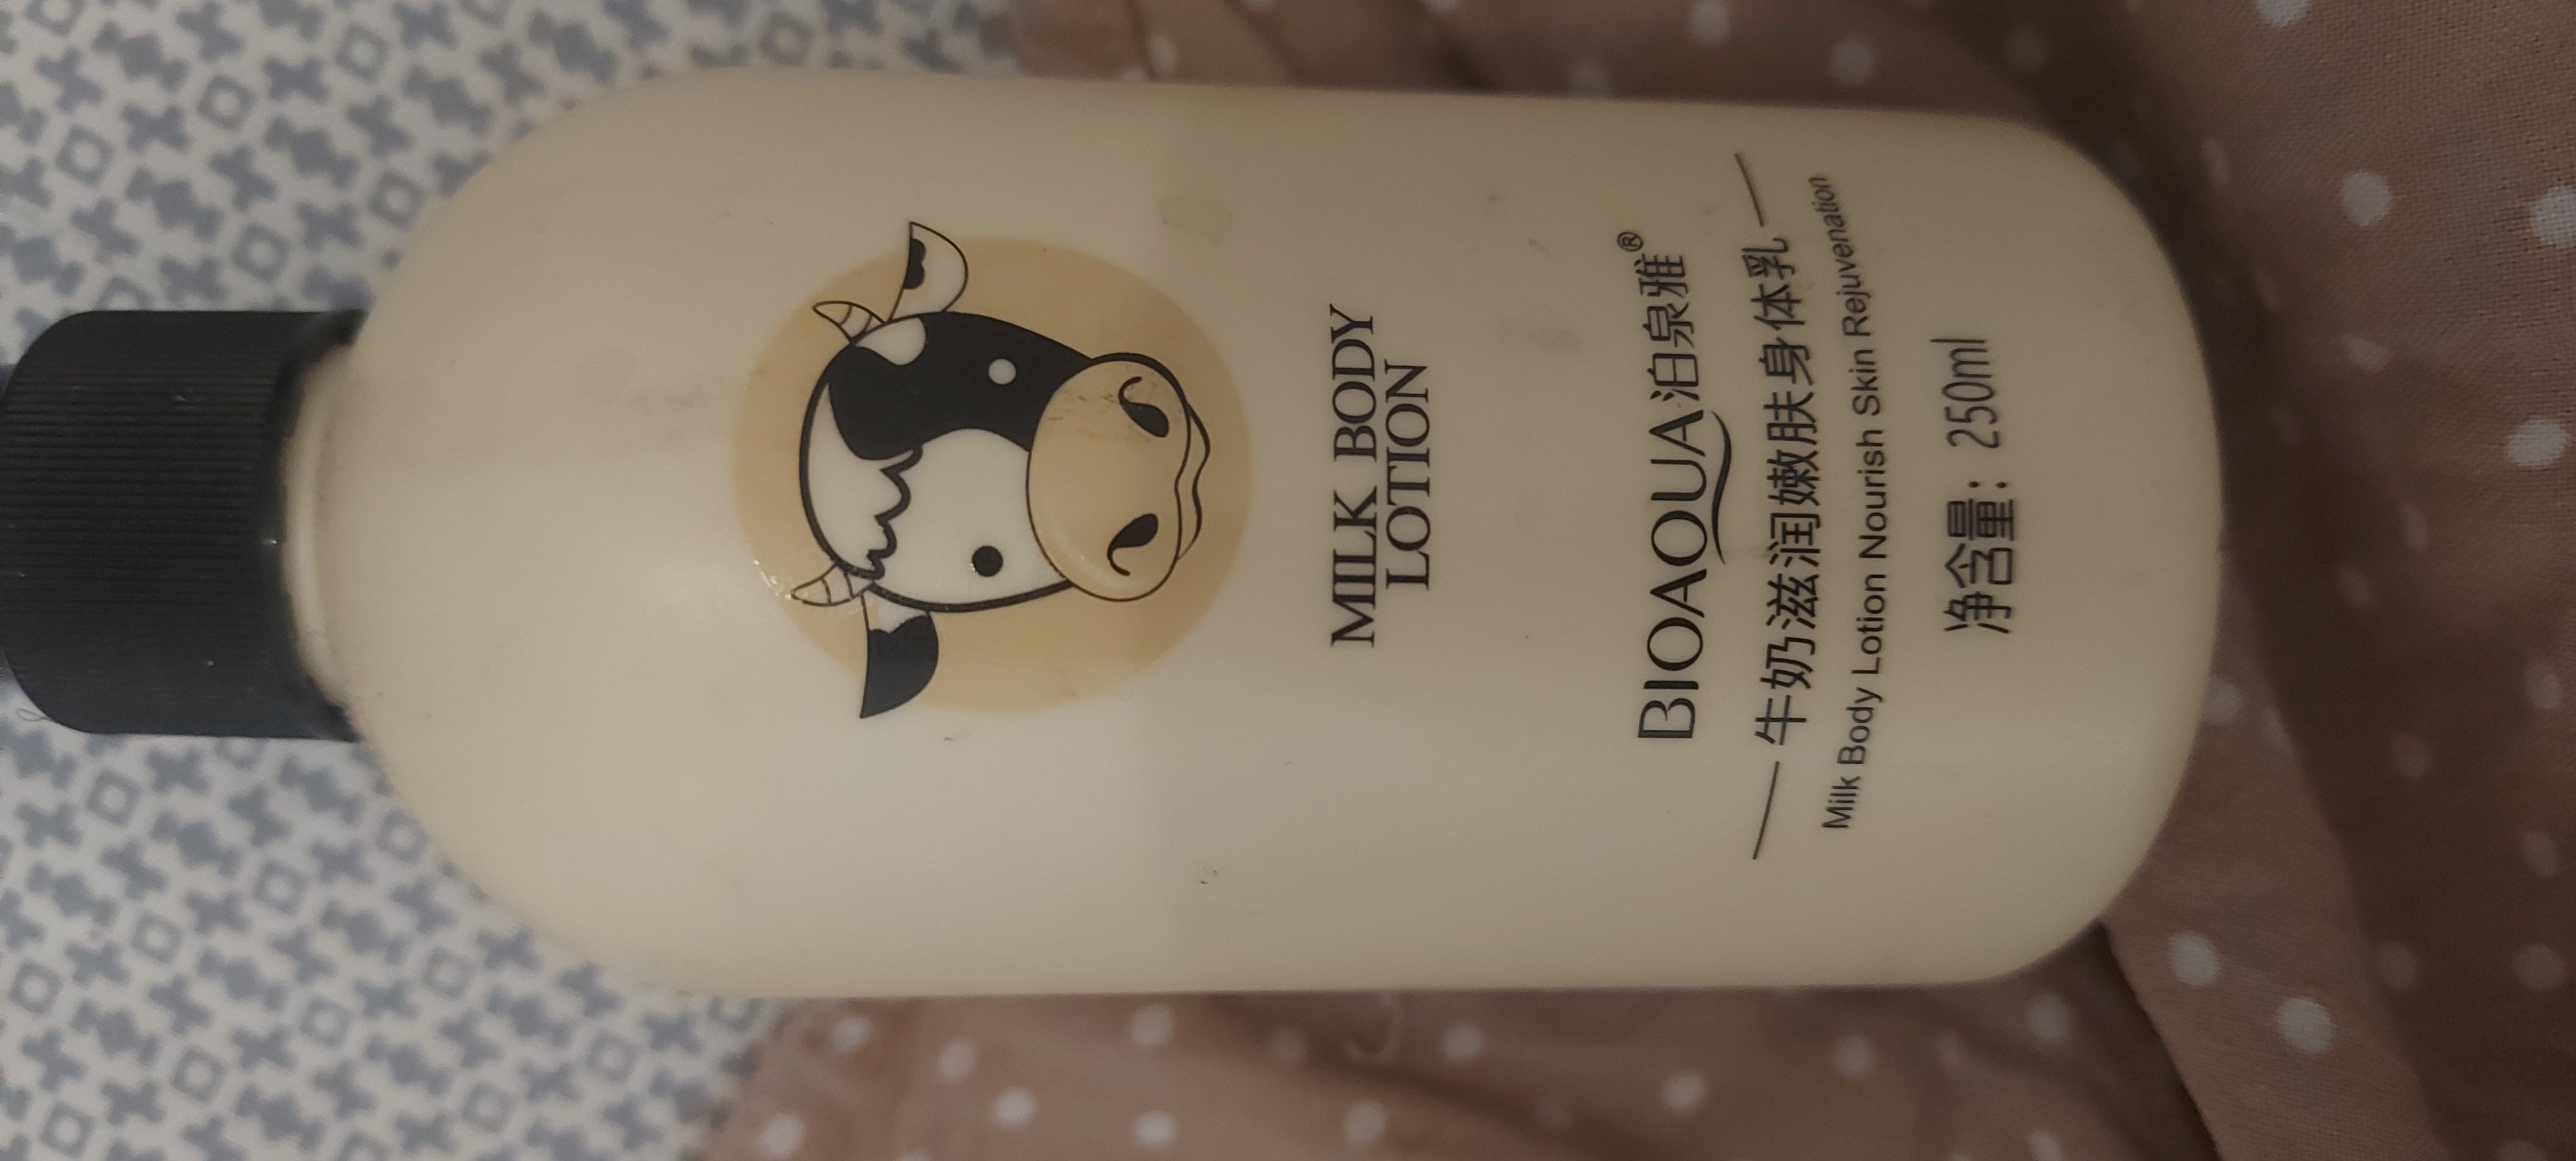 MILK BODY
LOTION
BIOAQUA泊泉雅®
牛奶滋润嫩肤身体乳
Milk Body Lotion Nourish Skin Rejuvenation
净含量: 250ml